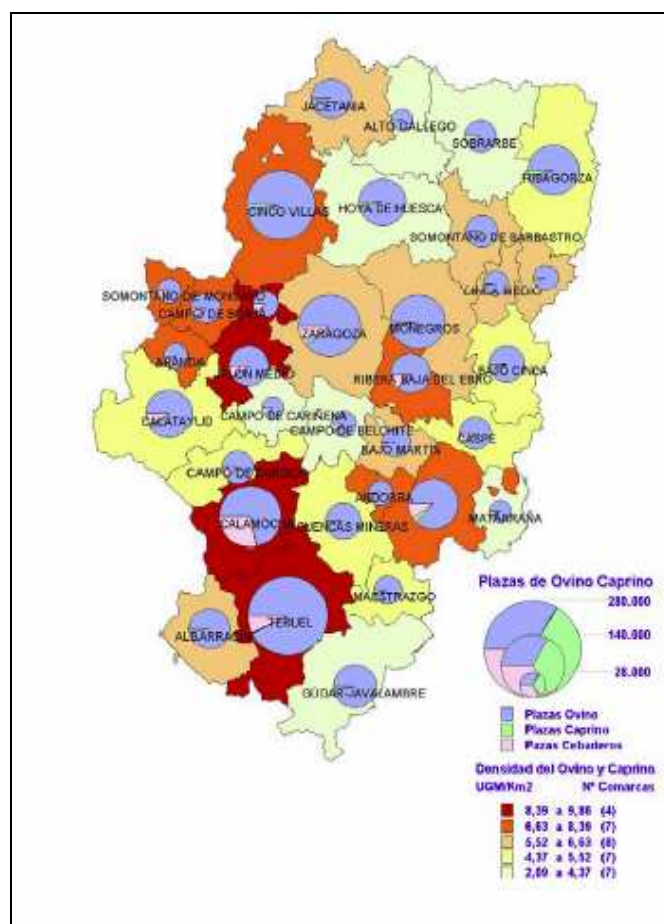 JACETANIA
ALTO GALLEGO
SOBRARBE
RIBAGORZA
CINCO VILLAS
HOYA DE HUESCA
SOMONTANO DE BARBASTRO
CINCA MEDIO
SOMONTANO DE MONCAYO
CAMPO DE BORJA
ZARAGOZA
MONEGROS
ARANDA
JALON MEDIO
RIBERA BAJA DEL EBRO
BAJO CINCA
CALATAYUD
CAMPO DE CARIÑENA
CAMPO DE BELCHITE
CASPE
BAJO MARTIN
CAMPO DE DAROCA
ANDORRA
CALAMOCHA
CUENCAS MINERAS
MATARRAÑA
MAESTRAZGO
TERUEL
ALBARRACIN
GÚDAR-JAVALAMBRE
Plazas de Ovino Caprino
280.000
140.000
28.000
Plazas Ovino
Plazas Caprino
Pazas Cebaderos
Densidad del Ovino y Caprino
UGM/Km2 Nº Comarcas
8,39 a 9,86 (4)
6,63 a 8,39 (7)
5,52 a 6,63 (8)
4,37 a 5,52 (7)
2,09 a 4,37 (7)